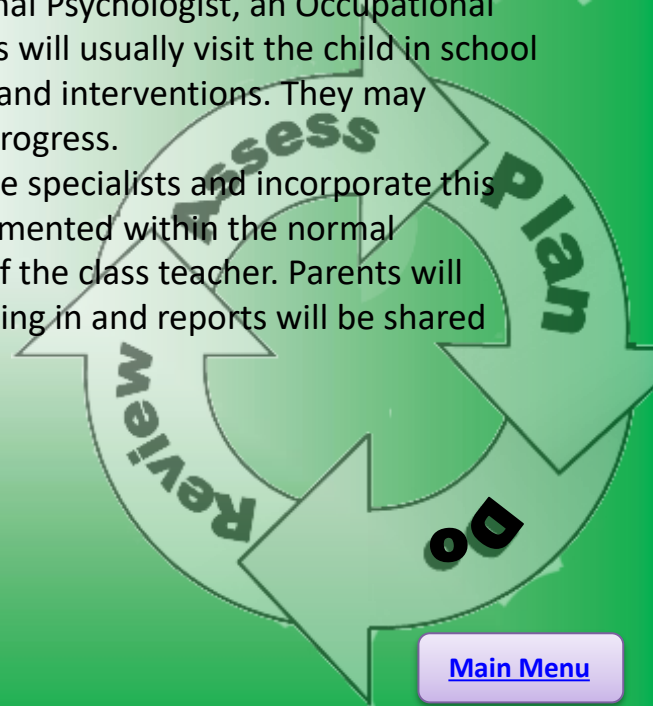 nal Psychologist, an Occupational
s will usually visit the child in school
and interventions. They may
rogress.
e specialists and incorporate this
mented within the normal
f the class teacher. Parents will
ing in and reports will be shared
Assess
Plan
Do
Review
Main Menu